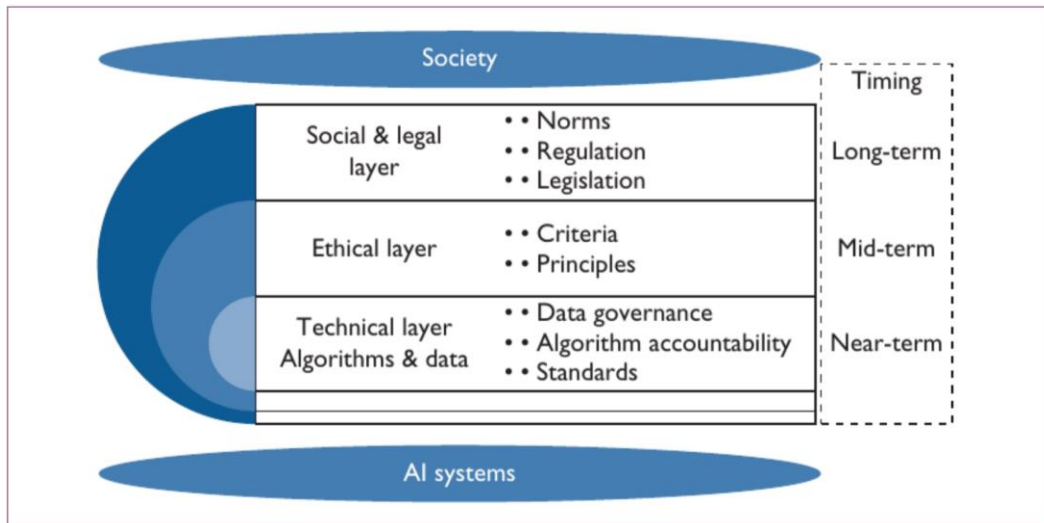 Society
Timing
Social & legal
layer
• • Norms
• • Regulation
• • Legislation
Long-term
Ethical layer
• • Criteria
• • Principles
Mid-term
Technical layer
Algorithms & data
• • Data governance
• • Algorithm accountability
• • Standards
Near-term
AI systems